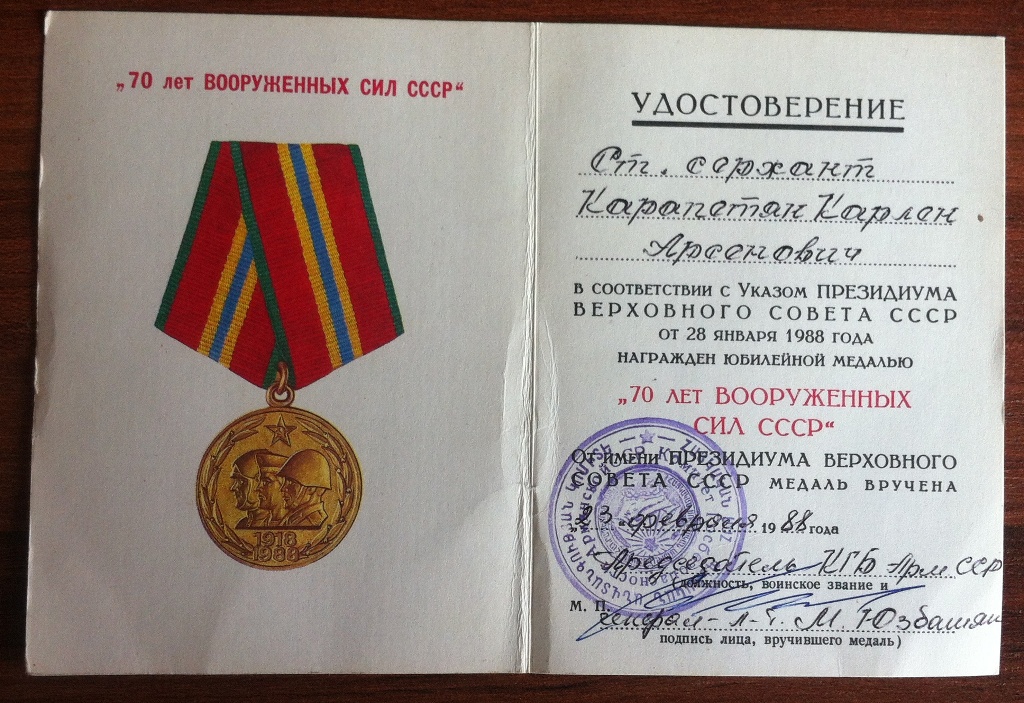 „70 лет ВООРУЖЕННЫХ СИЛ СССР“
1918
1988
УДОСТОВЕРЕНИЕ
Ст. сержант
Карапетян Карлен
Арсенович
в соответствии с Указом ПРЕЗИДИУМА
ВЕРХОВНОГО СОВЕТА СССР
от 28 января 1988 года
награжден юбилейной медалью
„70 лет ВООРУЖЕННЫХ
СИЛ СССР“
От имени ПРЕЗИДИУМА ВЕРХОВНОГО
СОВЕТА СССР медаль вручена
„23“ февраля 1988 года
Председатель КГБ Арм ССР
(должность, воинское звание и
М. П.
генерал-л-т. М. Юзбашян
подпись лица, вручившего медаль)